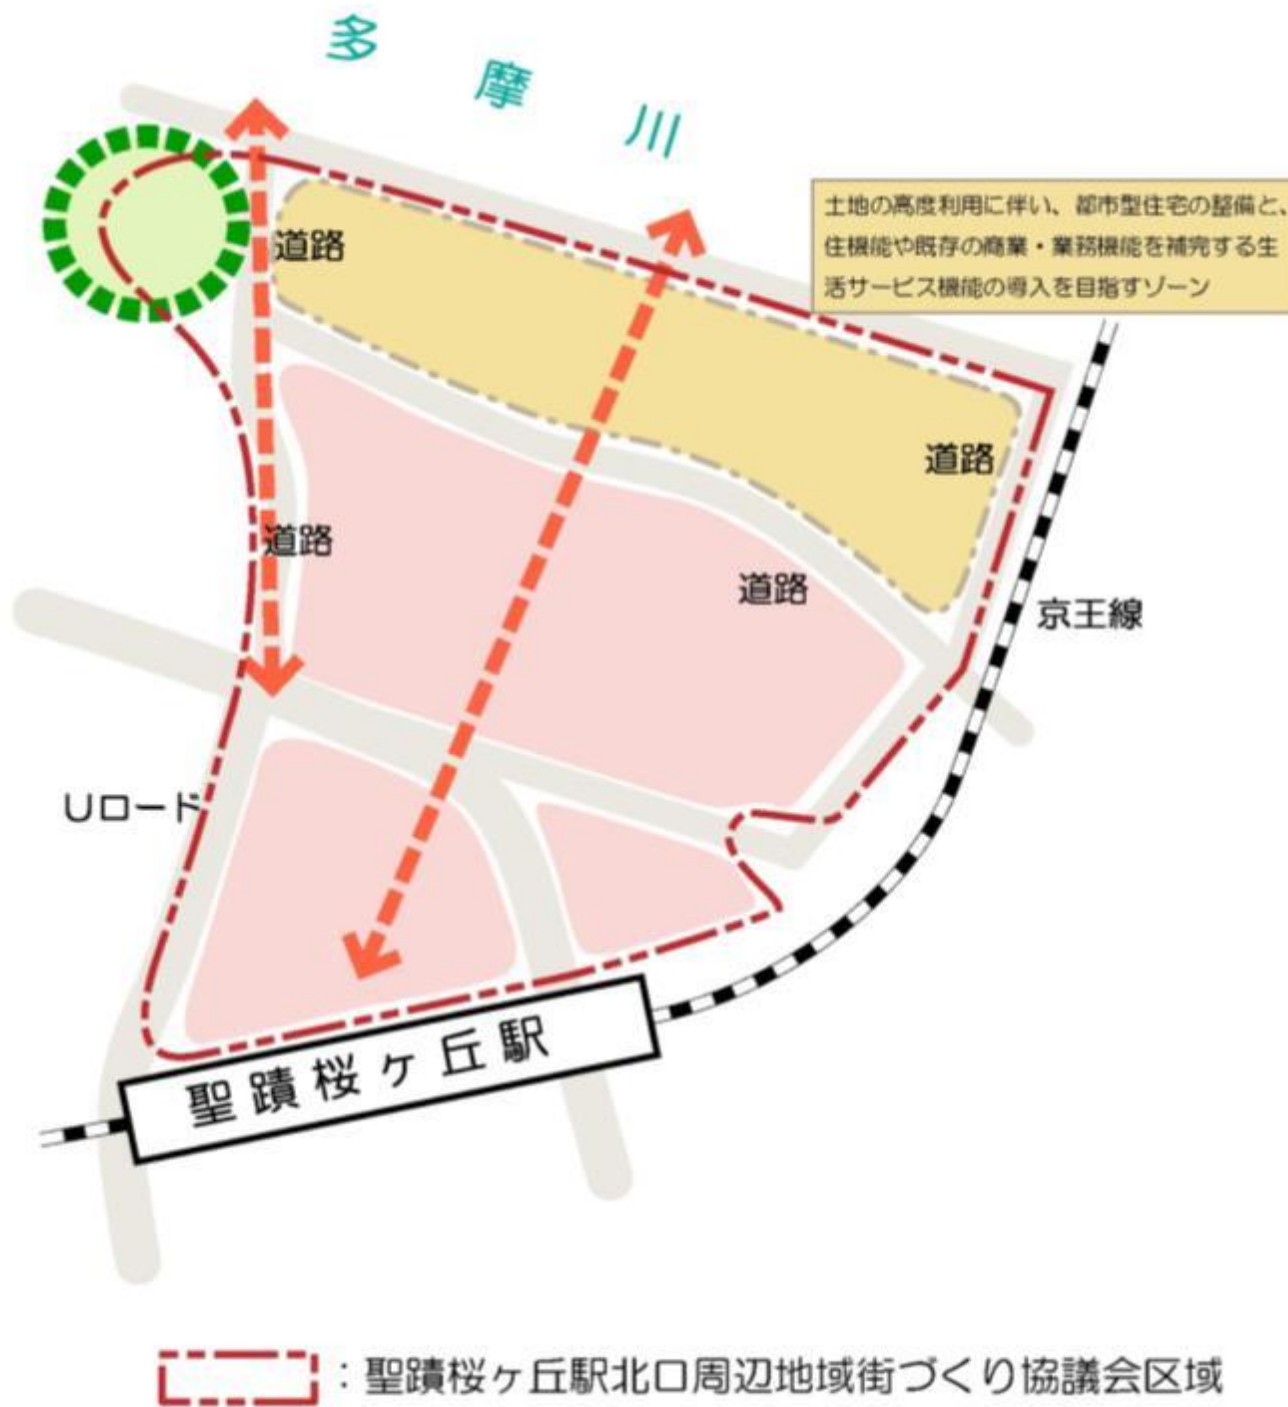 多摩川
土地の高度利用に伴い、都市型住宅の整備と、
住機能や既存の商業・業務機能を補完する生
活サービス機能の導入を目指すゾーン
道路
道路
道路
道路
京王線
Uロード
聖蹟桜ヶ丘駅
：聖蹟桜ヶ丘駅北口周辺地域街づくり協議会区域